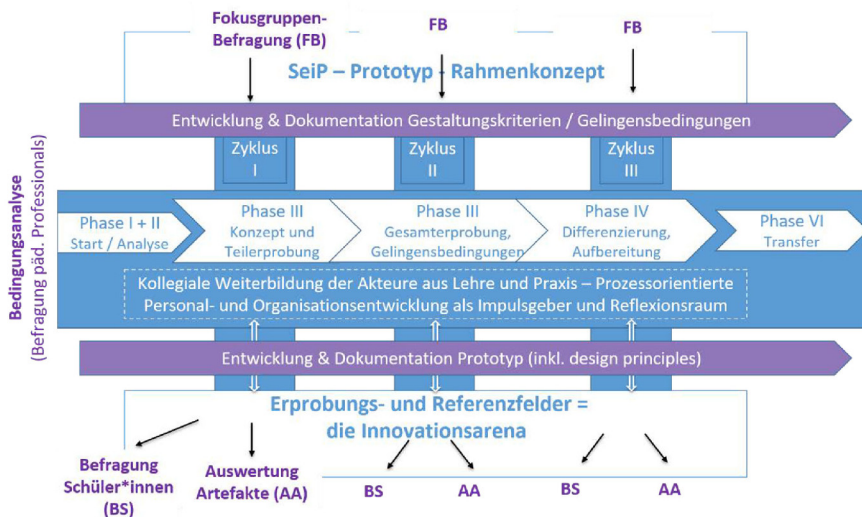 Fokusgruppen-
Befragung (FB)
FB
FB
SeiP – Prototyp - Rahmenkonzept
Entwicklung & Dokumentation Gestaltungskriterien / Gelingensbedingungen
Zyklus
I
Zyklus
II
Zyklus
III
Bedingungsanalyse
(Befragung päd. Professionals)
Phase I + II
Start / Analyse
Phase III
Konzept und
Teilerprobung
Phase III
Gesamterprobung,
Gelingensbedingungen
Phase IV
Differenzierung,
Aufbereitung
Phase VI
Transfer
Kollegiale Weiterbildung der Akteure aus Lehre und Praxis – Prozessorientierte
Personal- und Organisationsentwicklung als Impulsgeber und Reflexionsraum
Entwicklung & Dokumentation Prototyp (inkl. design principles)
Erprobungs- und Referenzfelder =
die Innovationsarena
Befragung
Schüler*innen
(BS)
Auswertung
Artefakte (AA)
BS
AA
BS
AA